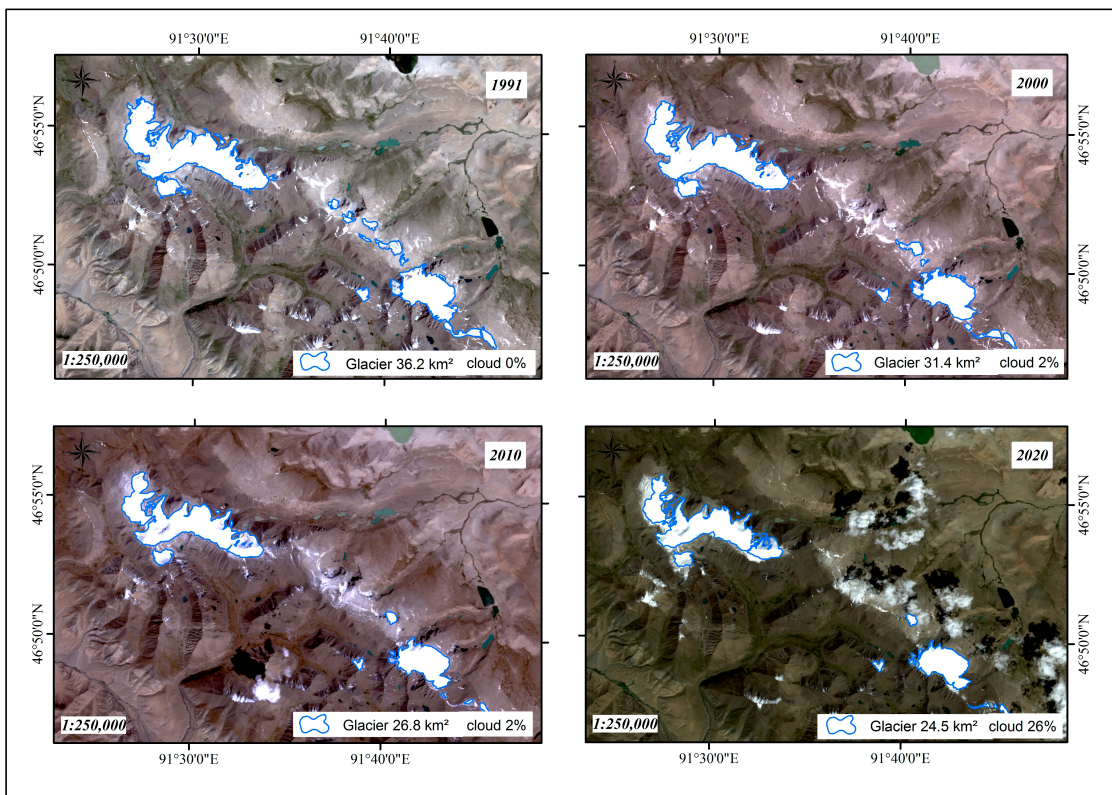 91°30'0"E 91°40'0"E
1991
46°55'0"N
46°50'0"N
1:250,000
Glacier 36.2 km² cloud 0%
91°30'0"E 91°40'0"E
2000
46°55'0"N
46°50'0"N
1:250,000
Glacier 31.4 km² cloud 2%
2010
46°55'0"N
46°50'0"N
1:250,000
Glacier 26.8 km² cloud 2%
91°30'0"E 91°40'0"E
2020
46°55'0"N
46°50'0"N
1:250,000
Glacier 24.5 km² cloud 26%
91°30'0"E 91°40'0"E